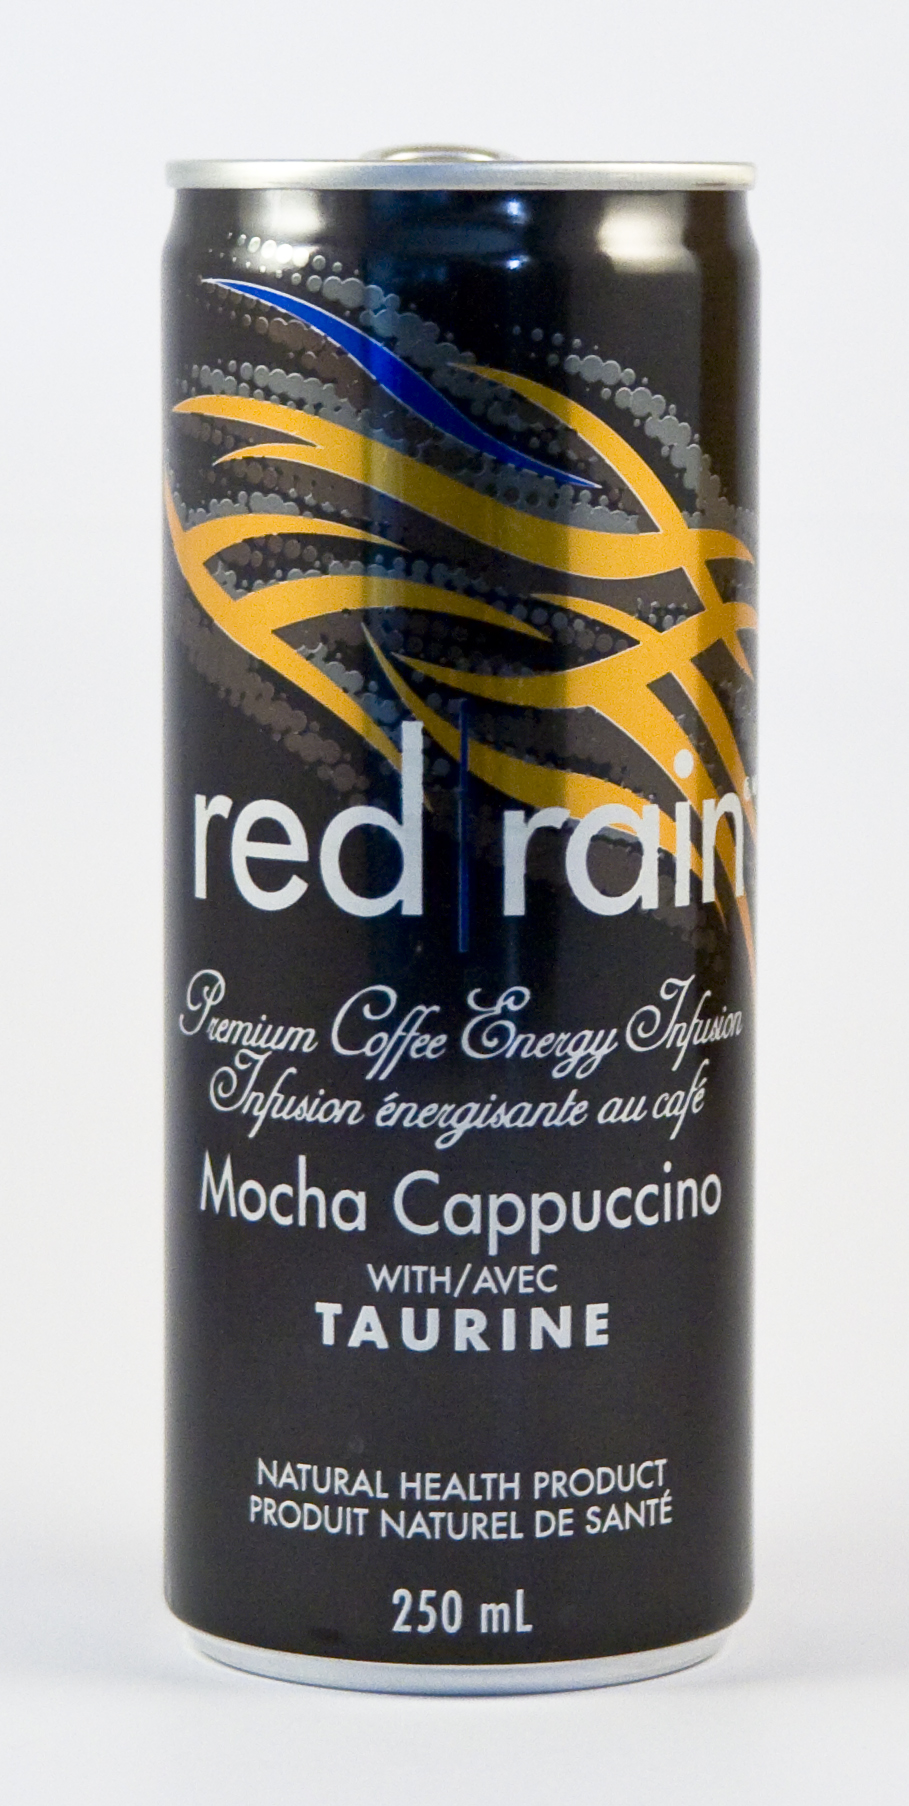 red|rain
Premium Coffee Energy Infusion
Infusion énergisante au café
Mocha Cappuccino
WITH/AVEC
TAURINE
NATURAL HEALTH PRODUCT
PRODUIT NATUREL DE SANTÉ
250 mL